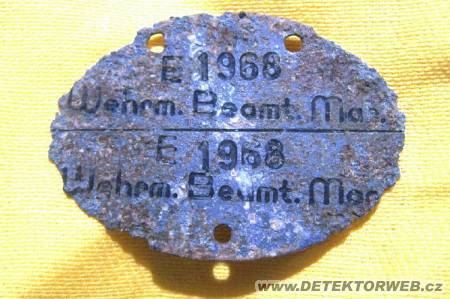 E 1968
Wehrm. Beamt. Mar.
E 1968
Wehrm. Beamt. Mar
www.DETEKTORWEB.cz